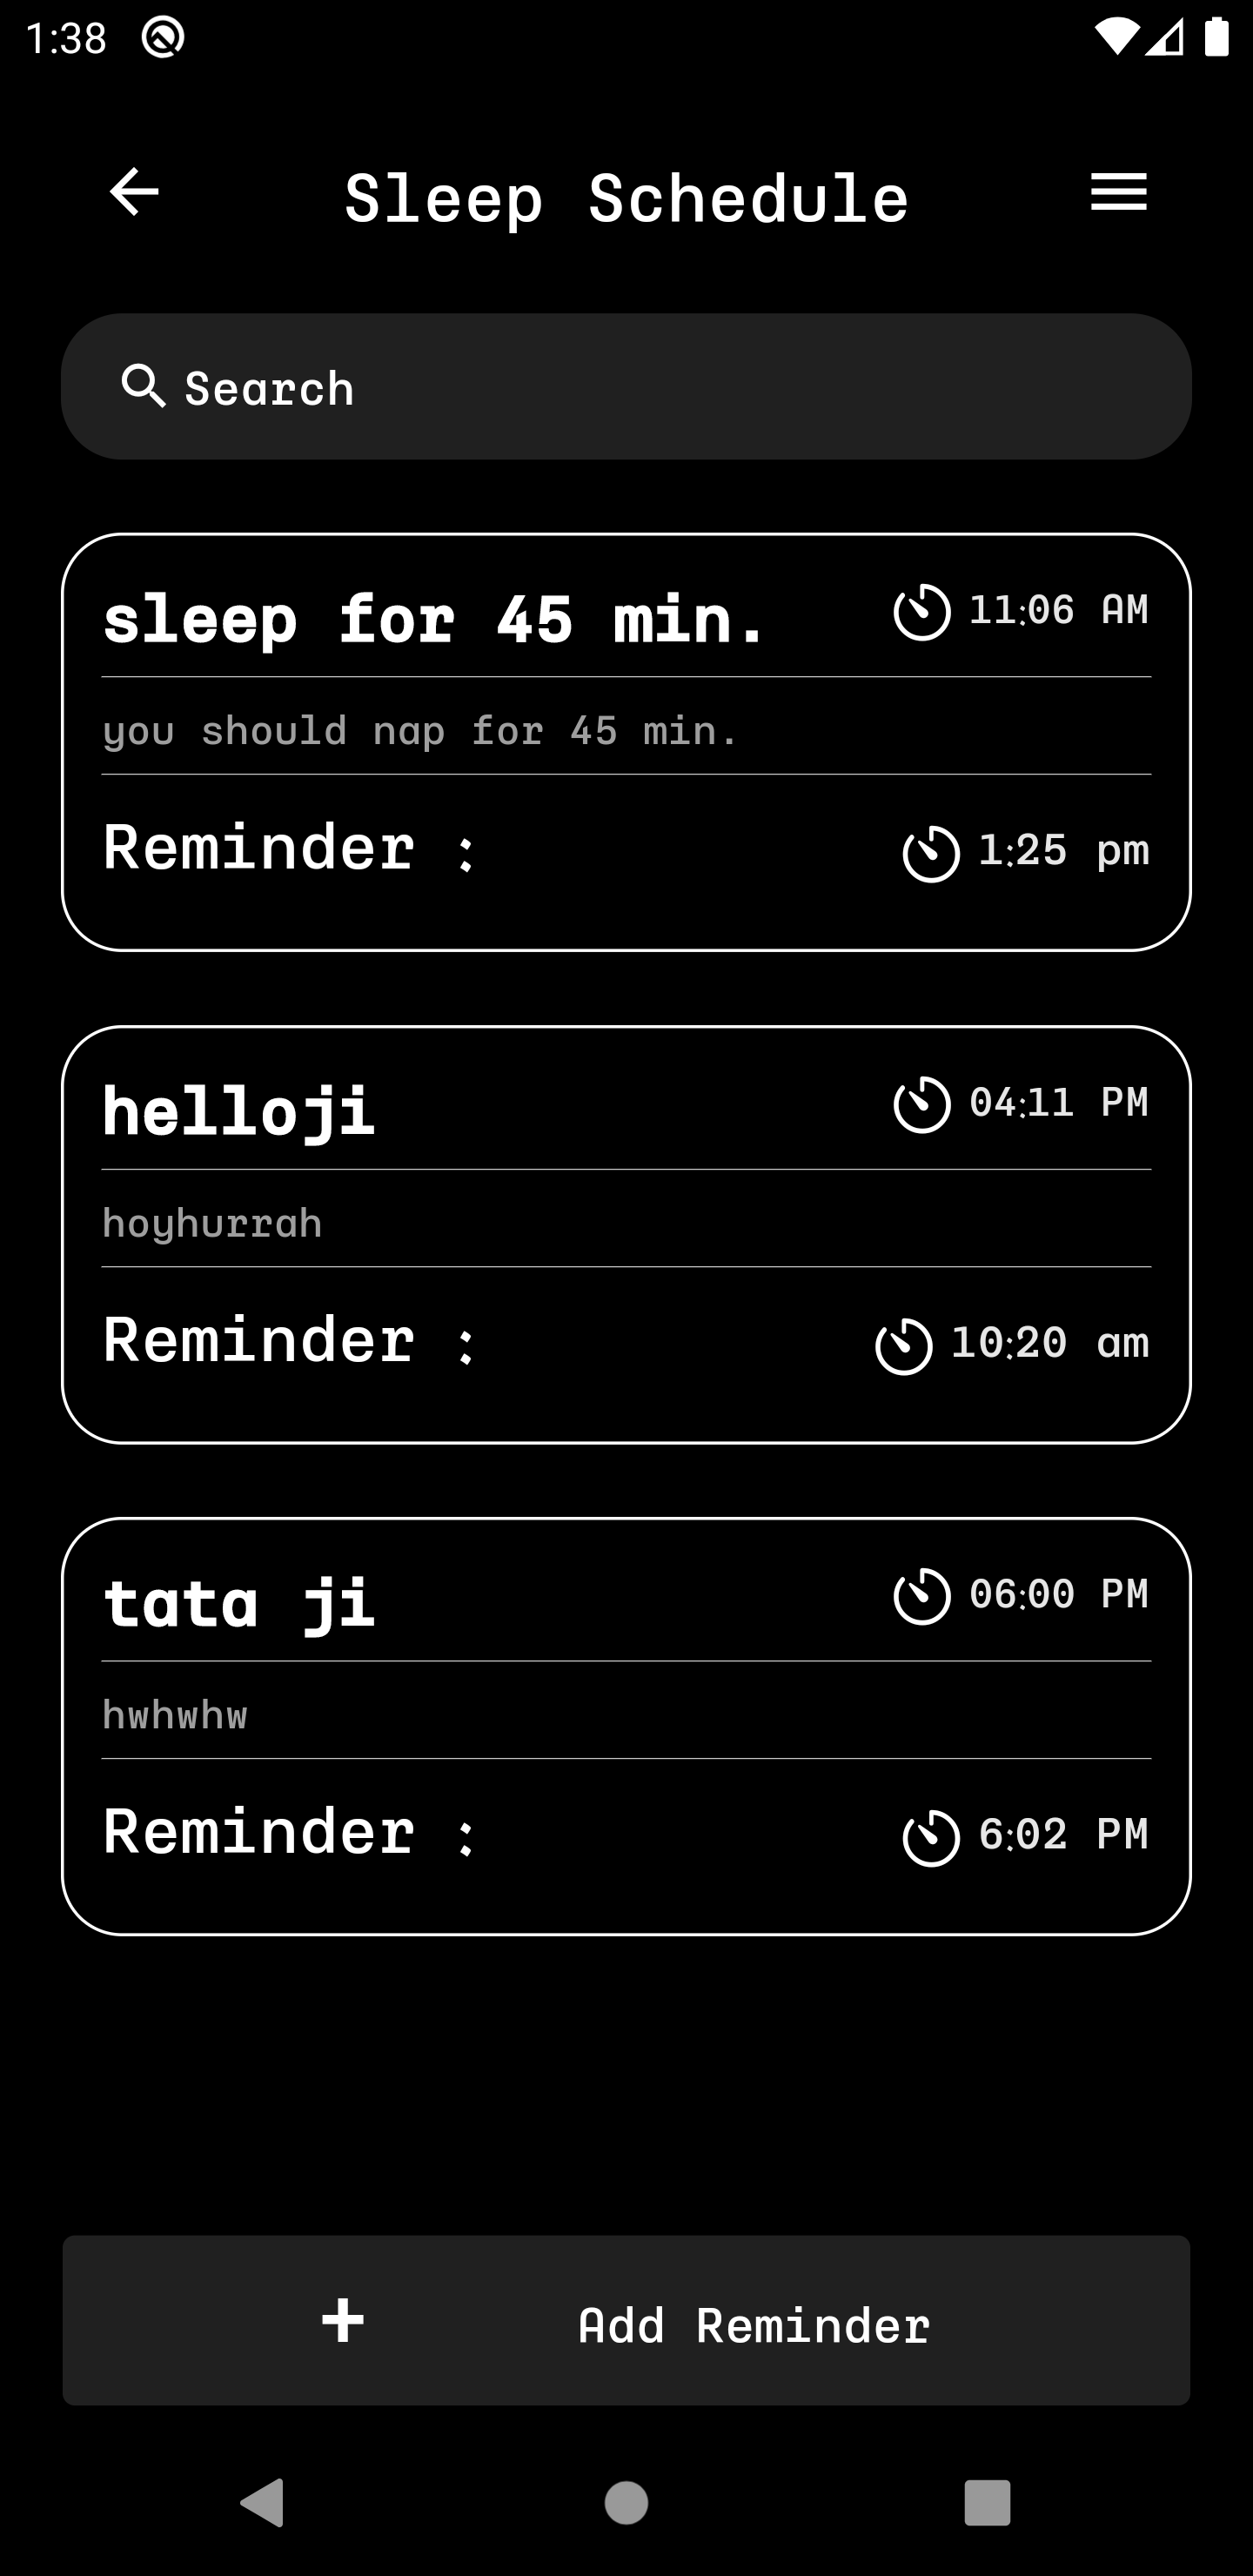 1:38
Sleep Schedule
Search
sleep for 45 min.
11:06 AM
you should nap for 45 min.
Reminder :
1:25 pm
helloji
04:11 PM
hoyhurrah
Reminder :
10:20 am
tata ji
06:00 PM
hwhwhw
Reminder :
6:02 PM
+ Add Reminder